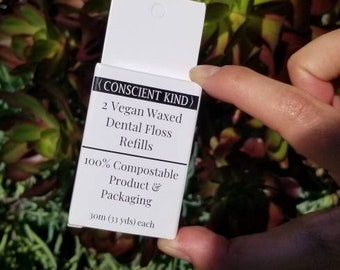 CONSCIENT KIND
2 Vegan Waxed
Dental Floss
Refills
100% Compostable
Product &
Packaging
30m (33 yds) each